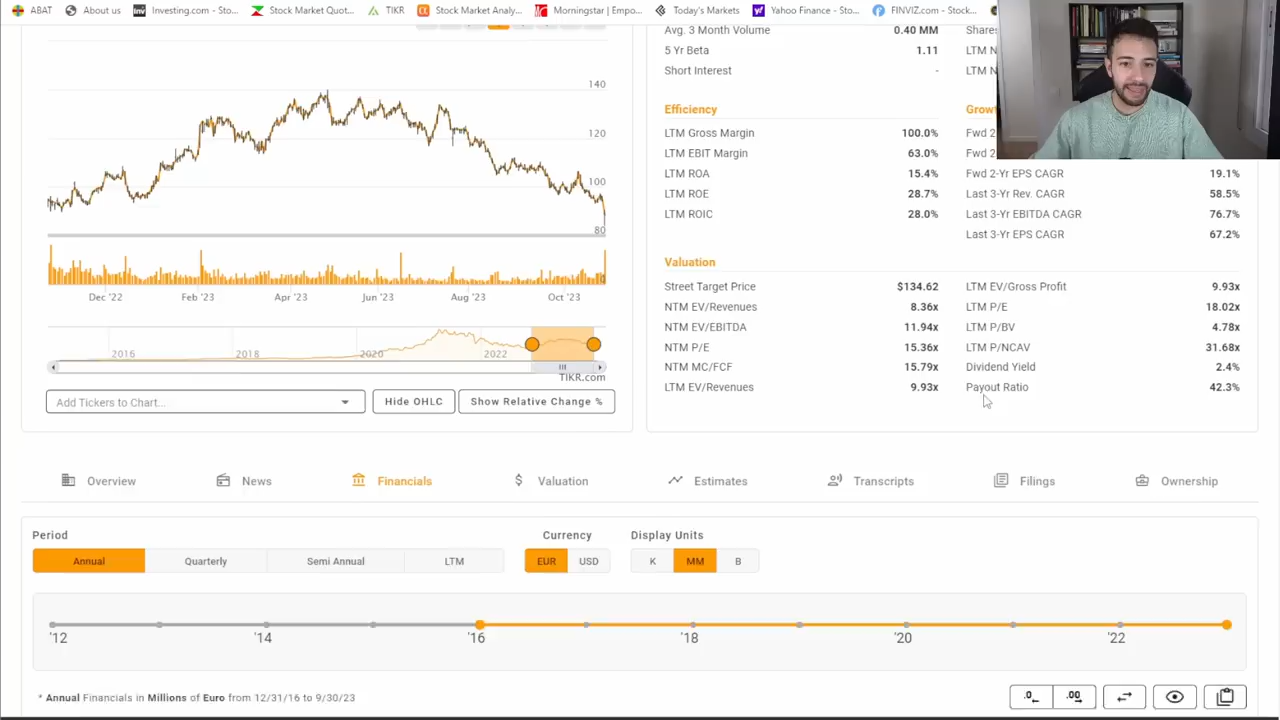 ABAT About us Investing.com - Sto... Stock Market Quot... TIKR Stock Market Analy... Morningstar | Empo... Today's Markets Yahoo Finance - Sto... FINVIZ.com - Stock...
140
120
100
80
Dec '22 Feb '23 Apr '23 Jun '23 Aug '23 Oct '23
2016 2018 2020 2022
TIKR.com
Add Tickers to Chart... Hide OHLC Show Relative Change %
Avg. 3 Month Volume 0.40 MM Shares
5 Yr Beta 1.11 LTM N
Short Interest - LTM N
Efficiency Growt
LTM Gross Margin 100.0% Fwd 2
LTM EBIT Margin 63.0% Fwd 2
LTM ROA 15.4% Fwd 2-Yr EPS CAGR 19.1%
LTM ROE 28.7% Last 3-Yr Rev. CAGR 58.5%
LTM ROIC 28.0% Last 3-Yr EBITDA CAGR 76.7%
Last 3-Yr EPS CAGR 67.2%
Valuation
Street Target Price $134.62 LTM EV/Gross Profit 9.93x
NTM EV/Revenues 8.36x LTM P/E 18.02x
NTM EV/EBITDA 11.94x LTM P/BV 4.78x
NTM P/E 15.36x LTM P/NCAV 31.68x
NTM MC/FCF 15.79x Dividend Yield 2.4%
LTM EV/Revenues 9.93x Payout Ratio 42.3%
Overview News Financials Valuation Estimates Transcripts Filings Ownership
Period Currency Display Units
Annual Quarterly Semi Annual LTM EUR USD K MM B
'12 '14 '16 '18 '20 '22
* Annual Financials in Millions of Euro from 12/31/16 to 9/30/23
.0 .00